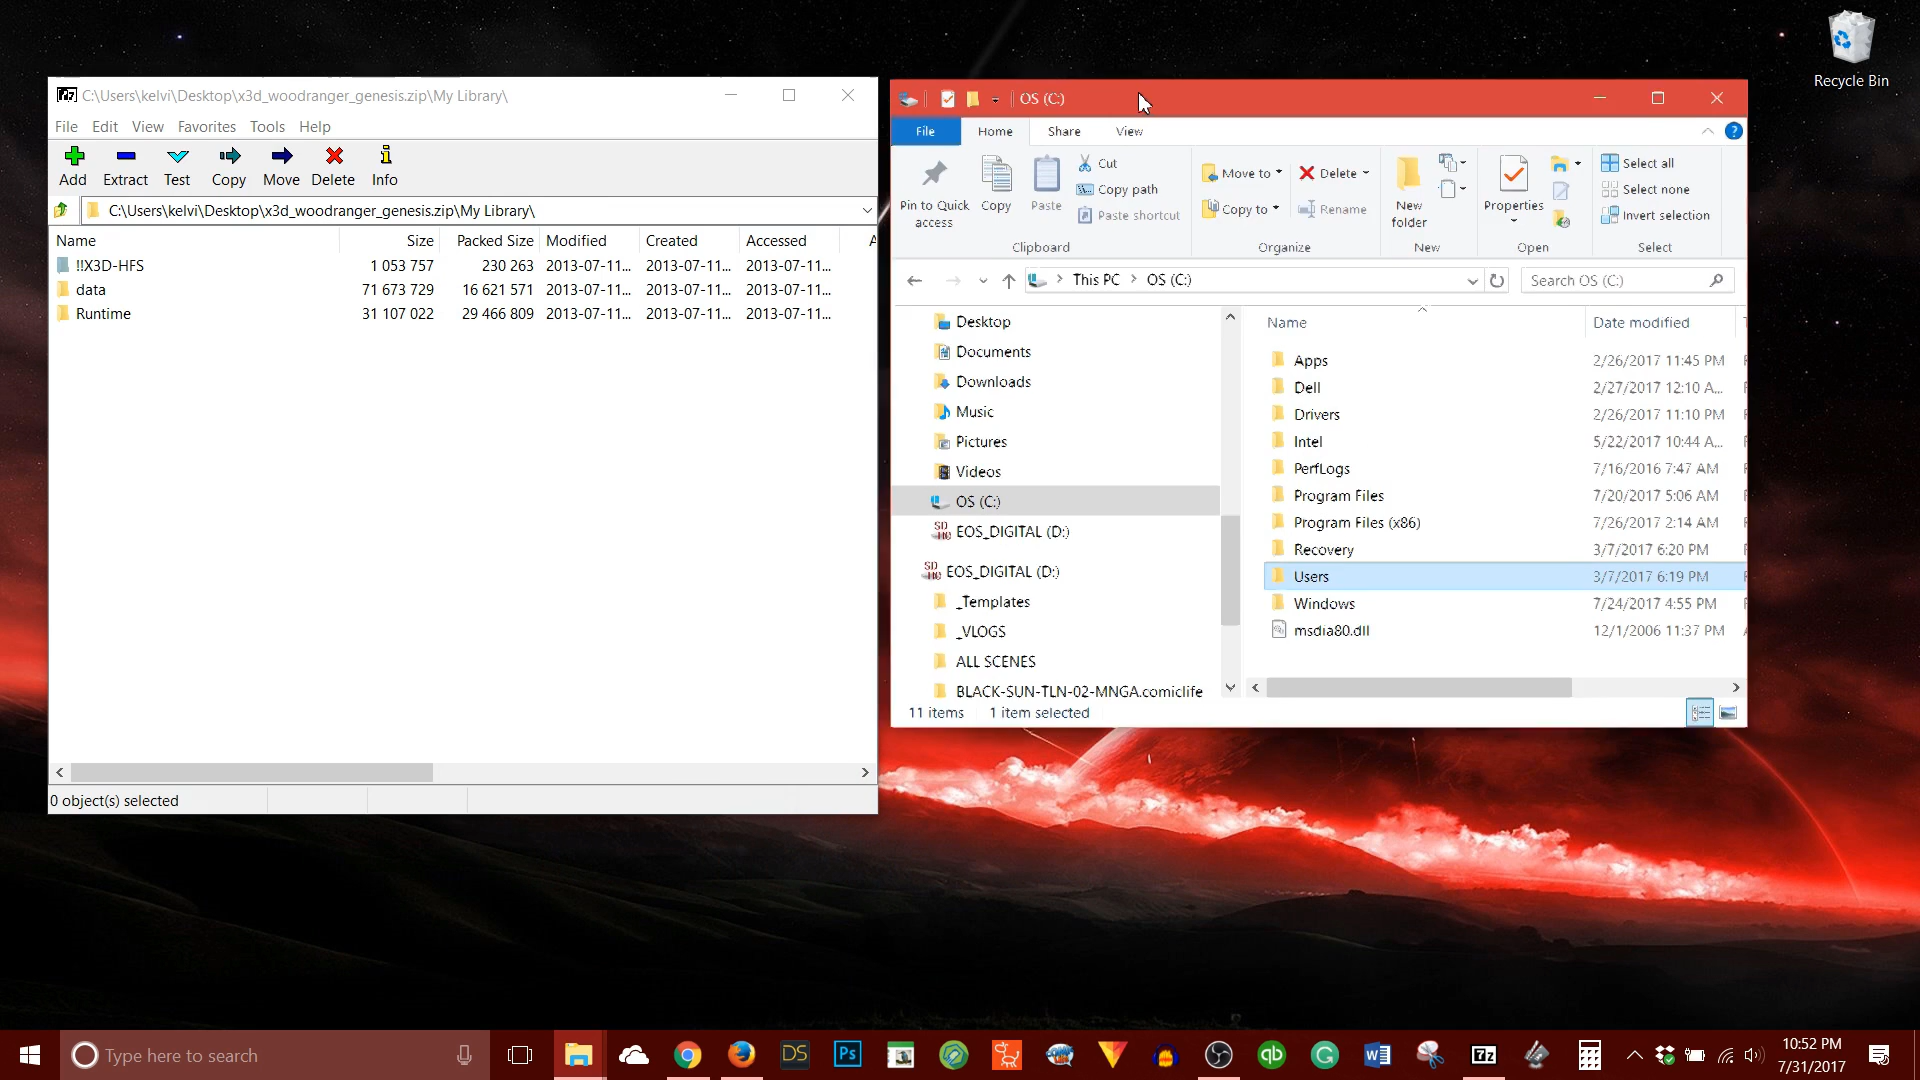 Recycle Bin
C:\Users\kelvi\Desktop\x3d_woodranger_genesis.zip\My Library\
File Edit View Favorites Tools Help
Add Extract Test Copy Move Delete Info
C:\Users\kelvi\Desktop\x3d_woodranger_genesis.zip\My Library\
Name Size Packed Size Modified Created Accessed
!!X3D-HFS 1 053 757 230 263 2013-07-11... 2013-07-11... 2013-07-11...
data 71 673 729 16 621 571 2013-07-11... 2013-07-11... 2013-07-11...
Runtime 31 107 022 29 466 809 2013-07-11... 2013-07-11... 2013-07-11...
0 object(s) selected
OS (C:)
File Home Share View
Pin to Quick access
Copy
Paste
Cut
Copy path
Paste shortcut
Clipboard
Move to
Copy to
Delete
Rename
Organize
New folder
New
Properties
Open
Select all
Select none
Invert selection
Select
This PC OS (C:)
Search OS (C:)
Desktop
Documents
Downloads
Music
Pictures
Videos
OS (C:)
EOS_DIGITAL (D:)
EOS_DIGITAL (D:)
_Templates
_VLOGS
ALL SCENES
BLACK-SUN-TLN-02-MNGA.comiclife
Name Date modified
Apps 2/26/2017 11:45 PM
Dell 2/27/2017 12:10 A...
Drivers 2/26/2017 11:10 PM
Intel 5/22/2017 10:44 A...
PerfLogs 7/16/2016 7:47 AM
Program Files 7/20/2017 5:06 AM
Program Files (x86) 7/26/2017 2:14 AM
Recovery 3/7/2017 6:20 PM
Users 3/7/2017 6:19 PM
Windows 7/24/2017 4:55 PM
msdia80.dll 12/1/2006 11:37 PM
11 items 1 item selected
Type here to search
DS
Ps
qb
7z
10:52 PM
7/31/2017